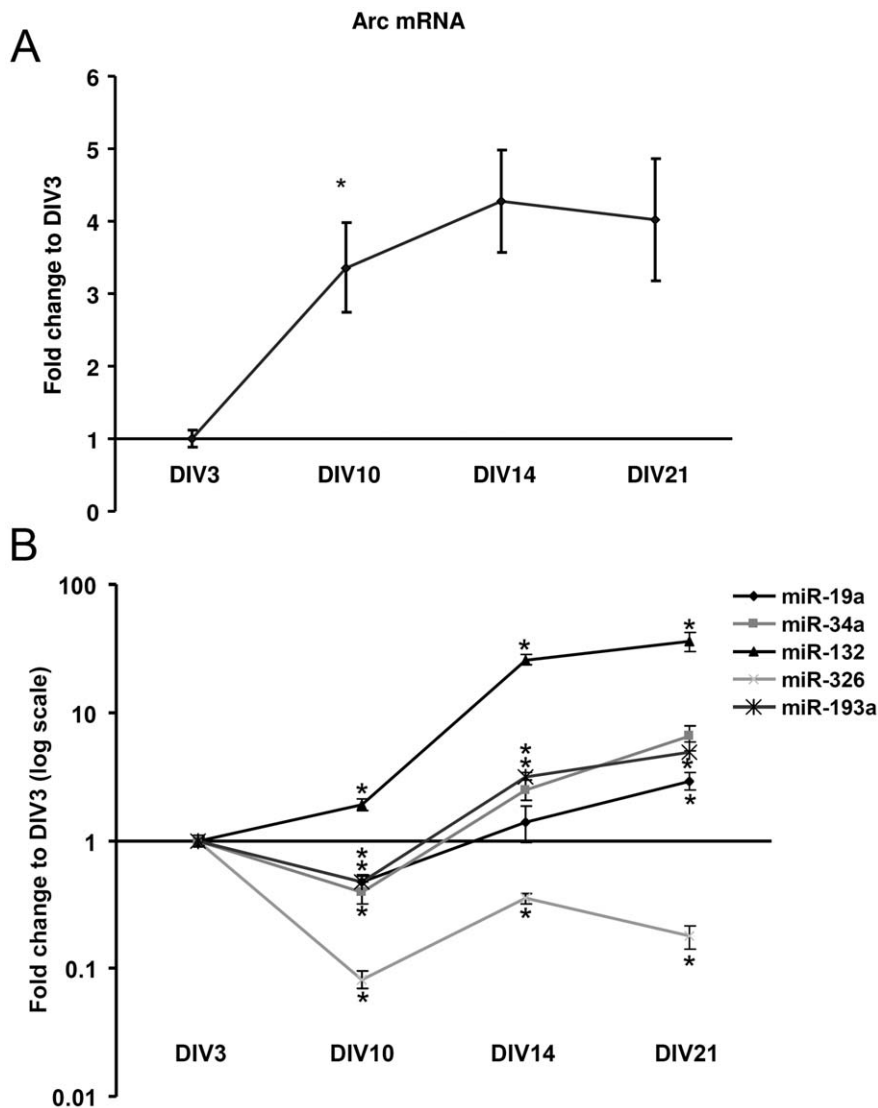 Arc mRNA
A
Fold change to DIV3
6
5
4
3
2
1
0
*
DIV3 DIV10 DIV14 DIV21
B
Fold change to DIV3 (log scale)
100
10
1
0.1
0.01
miR-19a
miR-34a
miR-132
miR-326
miR-193a
* *
* * *
* *
* *
* * *
*
DIV3 DIV10 DIV14 DIV21